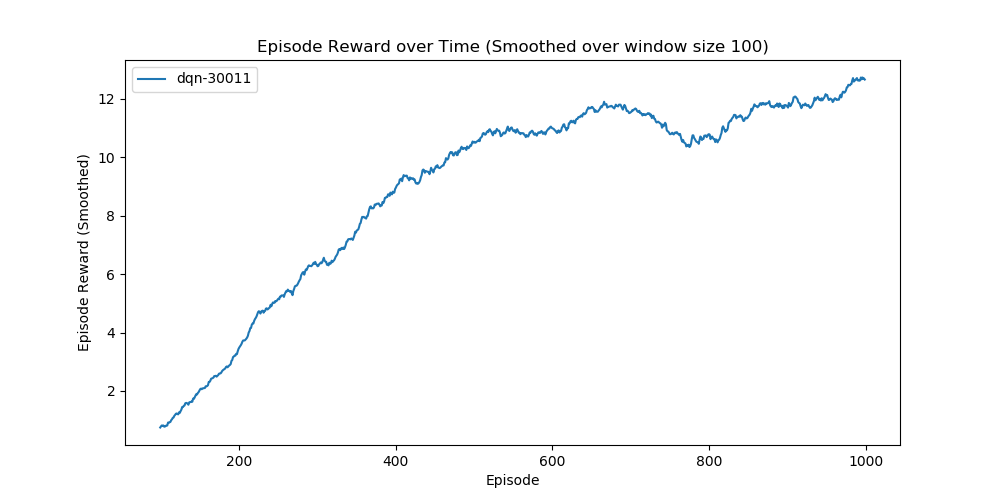 Episode Reward over Time (Smoothed over window size 100)
dqn-30011
Episode Reward (Smoothed)
12
10
8
6
4
2
200 400 600 800 1000
Episode